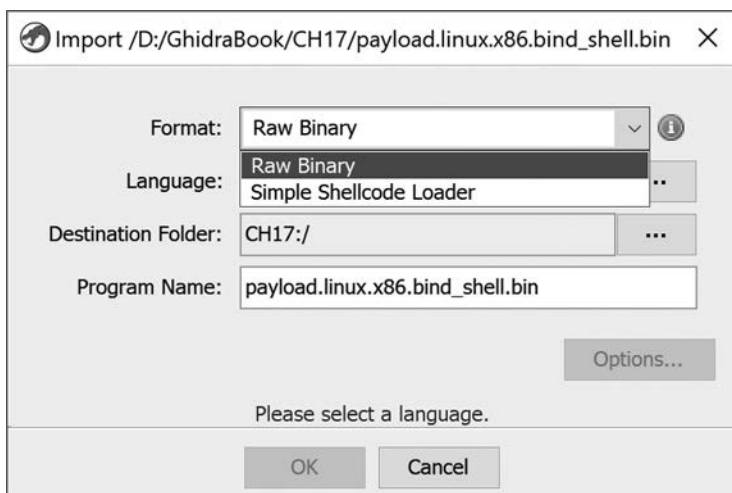 Import /D:/GhidraBook/CH17/payload.linux.x86.bind_shell.bin
Format: Raw Binary
Raw Binary
Language:
Simple Shellcode Loader
Destination Folder: CH17:/ ...
Program Name: payload.linux.x86.bind_shell.bin
Options...
Please select a language.
OK Cancel